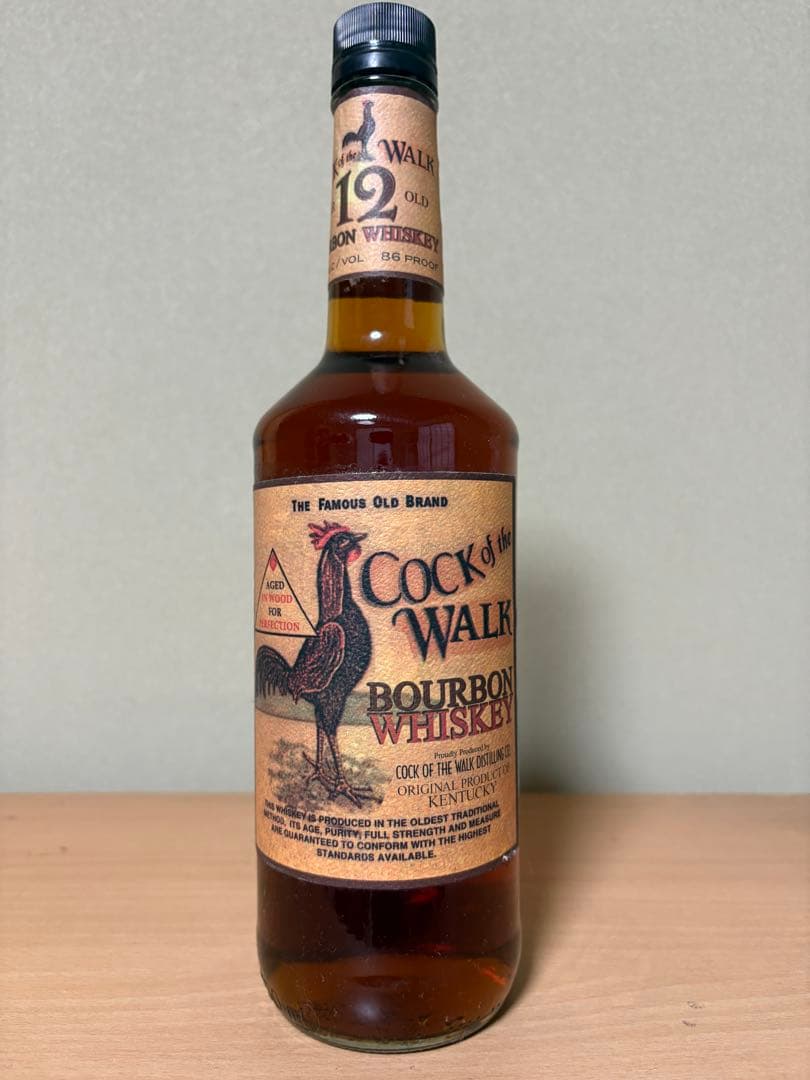 of the WALK
12 OLD
BON WHISKEY
/ VOL 86 PROOF
THE FAMOUS OLD BRAND
COCK of the
WALK
AGED
IN WOOD
FOR
PERFECTION
BOURBON
WHISKEY
Proudly Produced by
COCK OF THE WALK DISTILLING CO.
ORIGINAL PRODUCT OF
KENTUCKY
THIS WHISKEY IS PRODUCED IN THE OLDEST TRADITIONAL
METHOD, ITS AGE, PURITY, FULL STRENGTH AND MEASURE
ARE GUARANTEED TO CONFORM WITH THE HIGHEST
STANDARDS AVAILABLE.